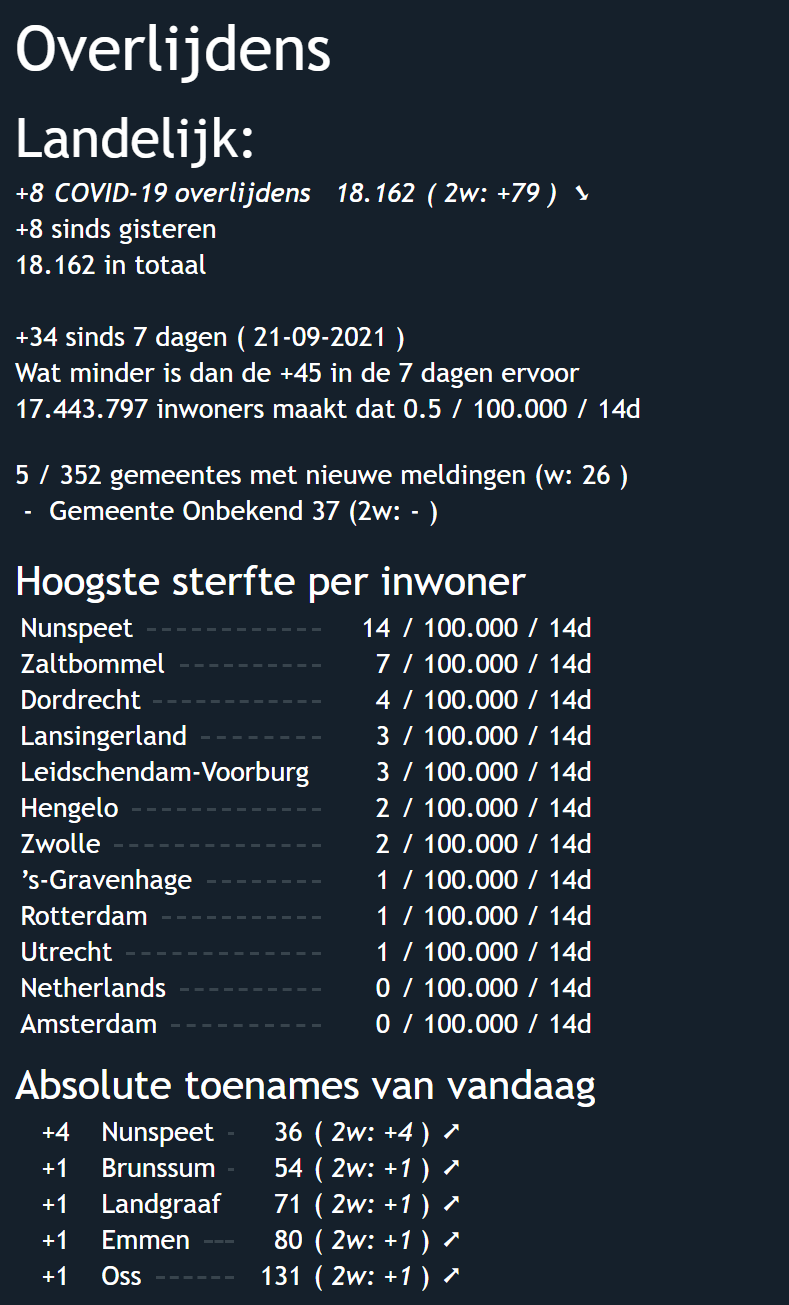 Overlijdens
Landelijk:
+8 COVID-19 overlijdens 18.162 ( 2w: +79 ) ➘
+8 sinds gisteren
18.162 in totaal
+34 sinds 7 dagen ( 21-09-2021 )
Wat minder is dan de +45 in de 7 dagen ervoor
17.443.797 inwoners maakt dat 0.5 / 100.000 / 14d
5 / 352 gemeentes met nieuwe meldingen (w: 26 )
- Gemeente Onbekend 37 (2w: - )
Hoogste sterfte per inwoner
Nunspeet ------------ 14 / 100.000 / 14d
Zaltbommel ---------- 7 / 100.000 / 14d
Dordrecht ------------ 4 / 100.000 / 14d
Lansingerland -------- 3 / 100.000 / 14d
Leidschendam-Voorburg 3 / 100.000 / 14d
Hengelo ------------- 2 / 100.000 / 14d
Zwolle -------------- 2 / 100.000 / 14d
’s-Gravenhage -------- 1 / 100.000 / 14d
Rotterdam ----------- 1 / 100.000 / 14d
Utrecht ------------- 1 / 100.000 / 14d
Netherlands ---------- 0 / 100.000 / 14d
Amsterdam ---------- 0 / 100.000 / 14d
Absolute toenames van vandaag
+4 Nunspeet - 36 ( 2w: +4 ) ➚
+1 Brunssum - 54 ( 2w: +1 ) ➚
+1 Landgraaf 71 ( 2w: +1 ) ➚
+1 Emmen --- 80 ( 2w: +1 ) ➚
+1 Oss ------ 131 ( 2w: +1 ) ➚